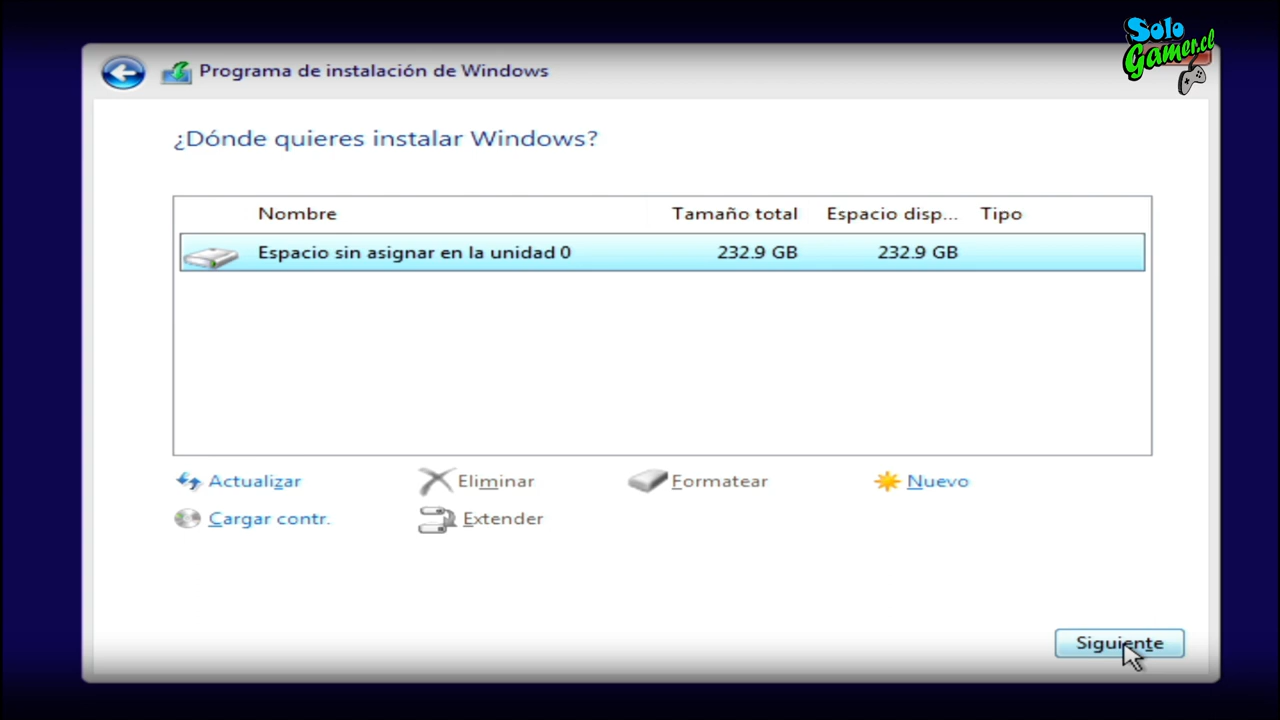 Solo
Gamer.cl
Programa de instalación de Windows
¿Dónde quieres instalar Windows?
Nombre Tamaño total Espacio disp... Tipo
Espacio sin asignar en la unidad 0 232.9 GB 232.9 GB
Actualizar Eliminar Formatear Nuevo
Cargar contr. Extender
Siguiente